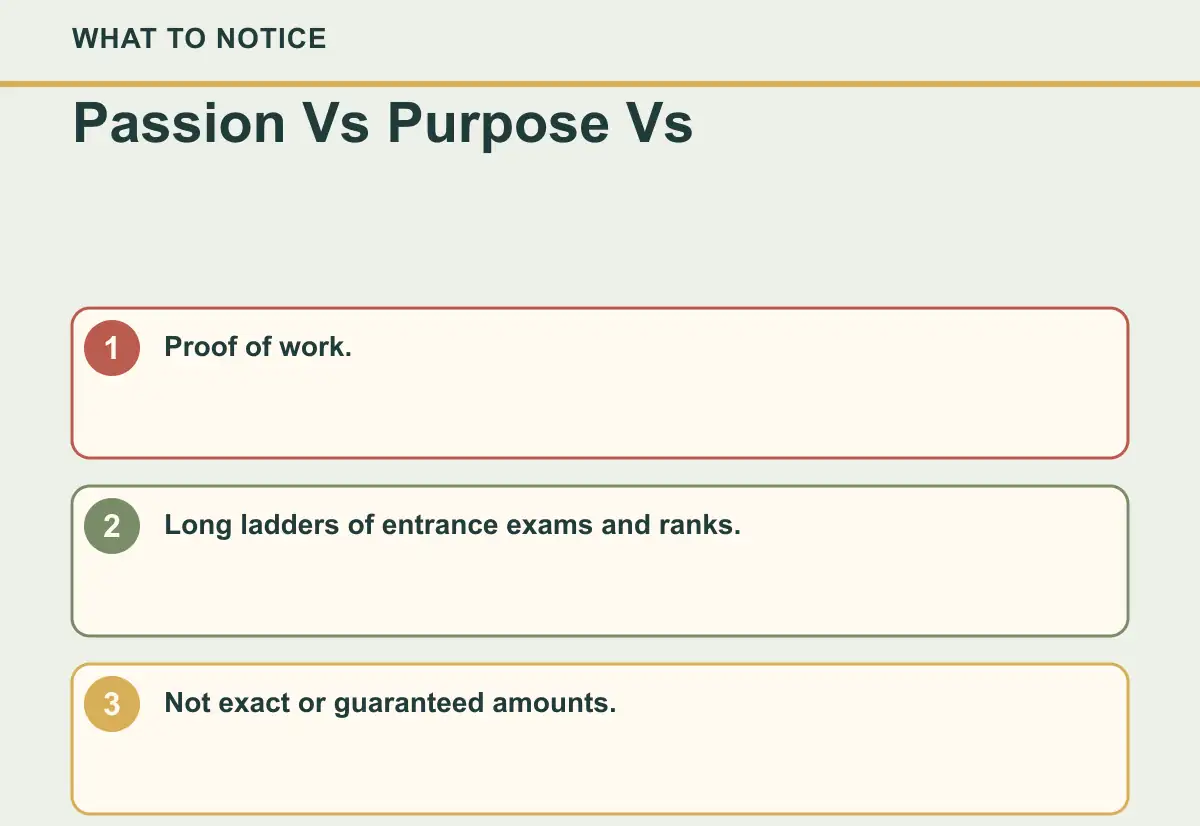 WHAT TO NOTICE
Passion Vs Purpose Vs
1 Proof of work.
2 Long ladders of entrance exams and ranks.
3 Not exact or guaranteed amounts.